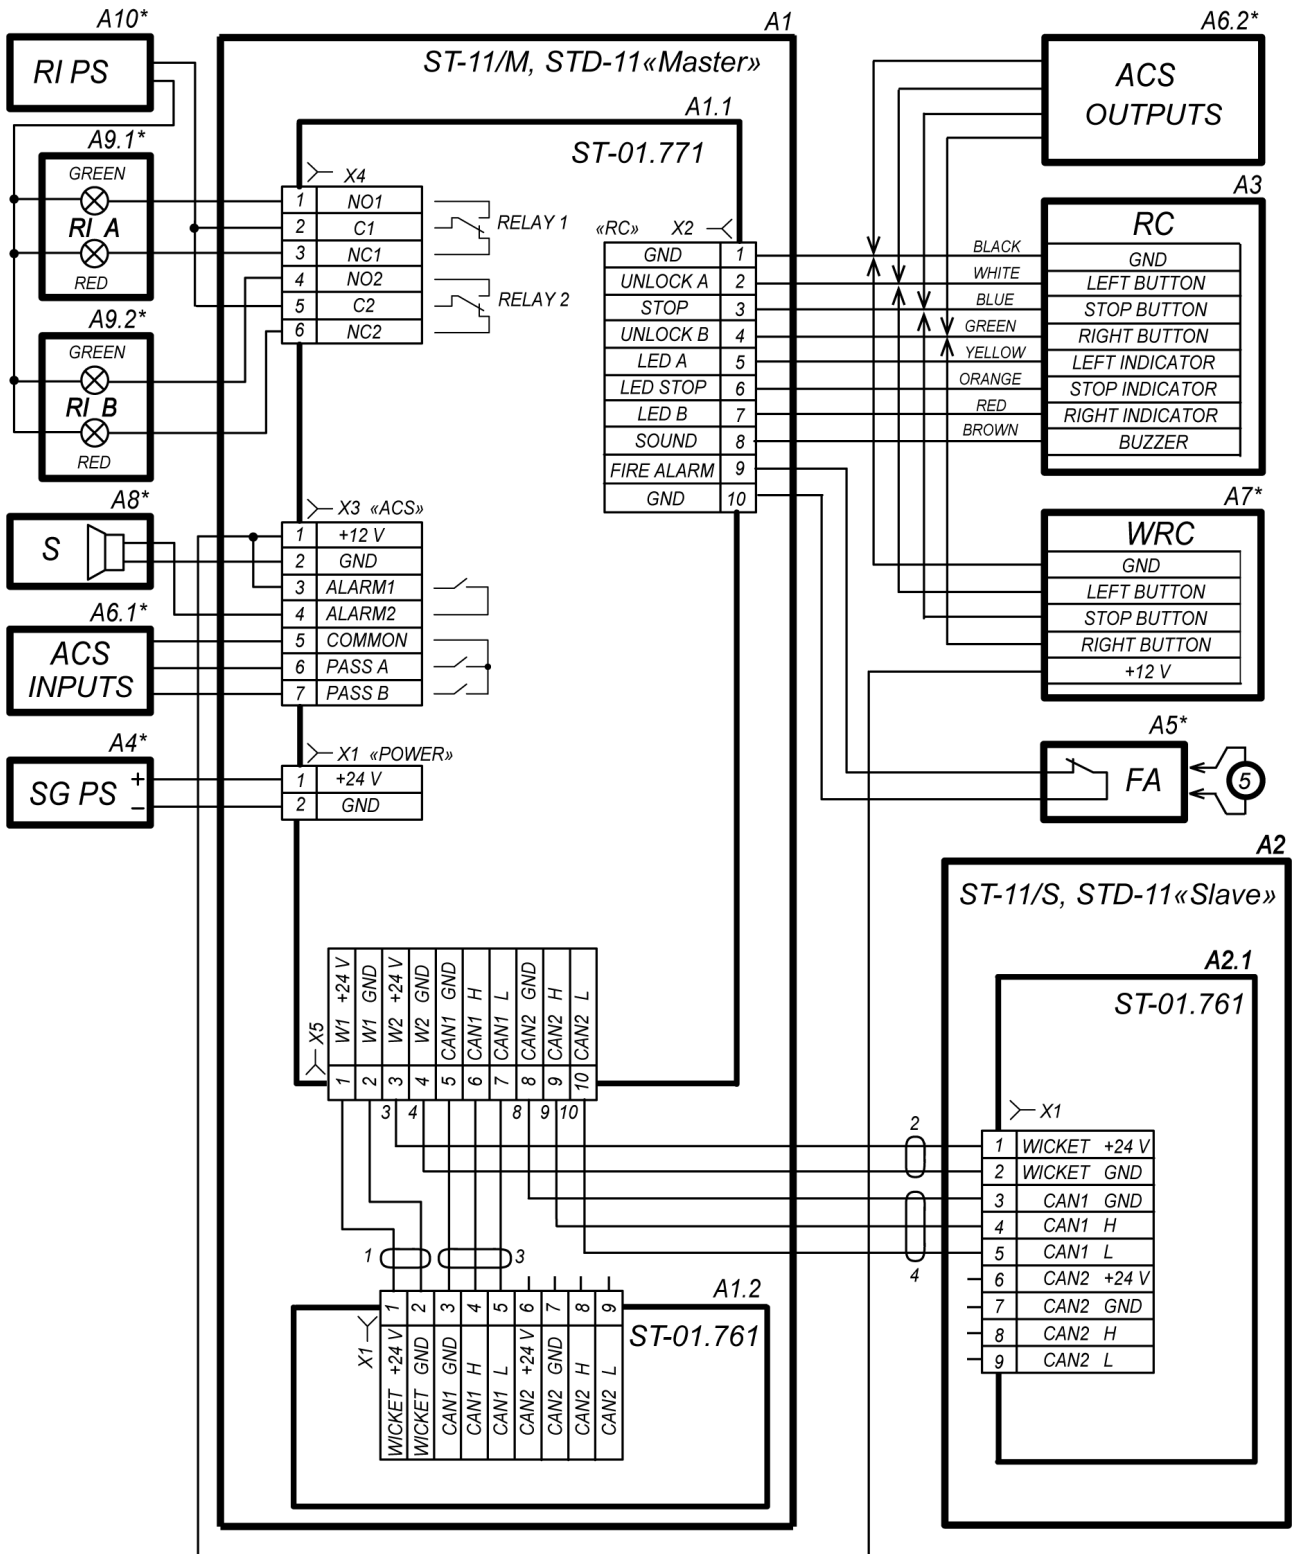 A10*
RI PS
A9.1*
GREEN
RI A
RED
A9.2*
GREEN
RI B
RED
A8*
S
A6.1*
ACS
INPUTS
A4*
SG PS
+
–
A1
ST-11/M, STD-11«Master»
A1.1
ST-01.771
X4
1 NO1
2 C1
3 NC1
4 NO2
5 C2
6 NC2
RELAY 1
RELAY 2
X3 «ACS»
1 +12 V
2 GND
3 ALARM1
4 ALARM2
5 COMMON
6 PASS A
7 PASS B
X1 «POWER»
1 +24 V
2 GND
«RC» X2
GND 1
UNLOCK A 2
STOP 3
UNLOCK B 4
LED A 5
LED STOP 6
LED B 7
SOUND 8
FIRE ALARM 9
GND 10
BLACK
WHITE
BLUE
GREEN
YELLOW
ORANGE
RED
BROWN
A6.2*
ACS
OUTPUTS
A3
RC
GND
LEFT BUTTON
STOP BUTTON
RIGHT BUTTON
LEFT INDICATOR
STOP INDICATOR
RIGHT INDICATOR
BUZZER
A7*
WRC
GND
LEFT BUTTON
STOP BUTTON
RIGHT BUTTON
+12 V
A5*
FA
5
X5
1 W1 +24 V
2 W1 GND
3 W2 +24 V
4 W2 GND
5 CAN1 GND
6 CAN1 H
7 CAN1 L
8 CAN2 GND
9 CAN2 H
10 CAN2 L
3 4 8 9 10
1
3
2
4
A1.2
ST-01.761
X1
1 WICKET +24 V
2 WICKET GND
3 CAN1 GND
4 CAN1 H
5 CAN1 L
6 CAN2 +24 V
7 CAN2 GND
8 CAN2 H
9 CAN2 L
A2
ST-11/S, STD-11«Slave»
A2.1
ST-01.761
X1
1 WICKET +24 V
2 WICKET GND
3 CAN1 GND
4 CAN1 H
5 CAN1 L
6 CAN2 +24 V
7 CAN2 GND
8 CAN2 H
9 CAN2 L